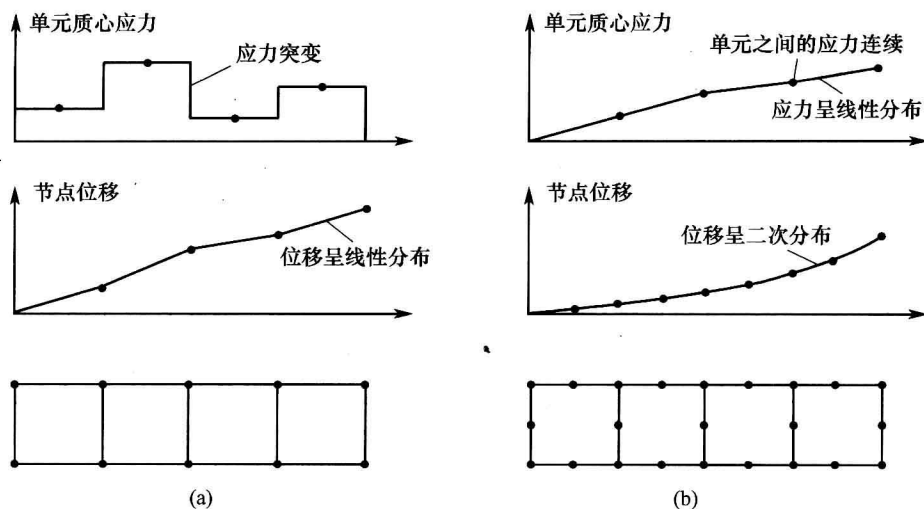 单元质心应力
应力突变
节点位移
位移呈线性分布
(a)
单元质心应力
单元之间的应力连续
应力呈线性分布
节点位移
位移呈二次分布
(b)